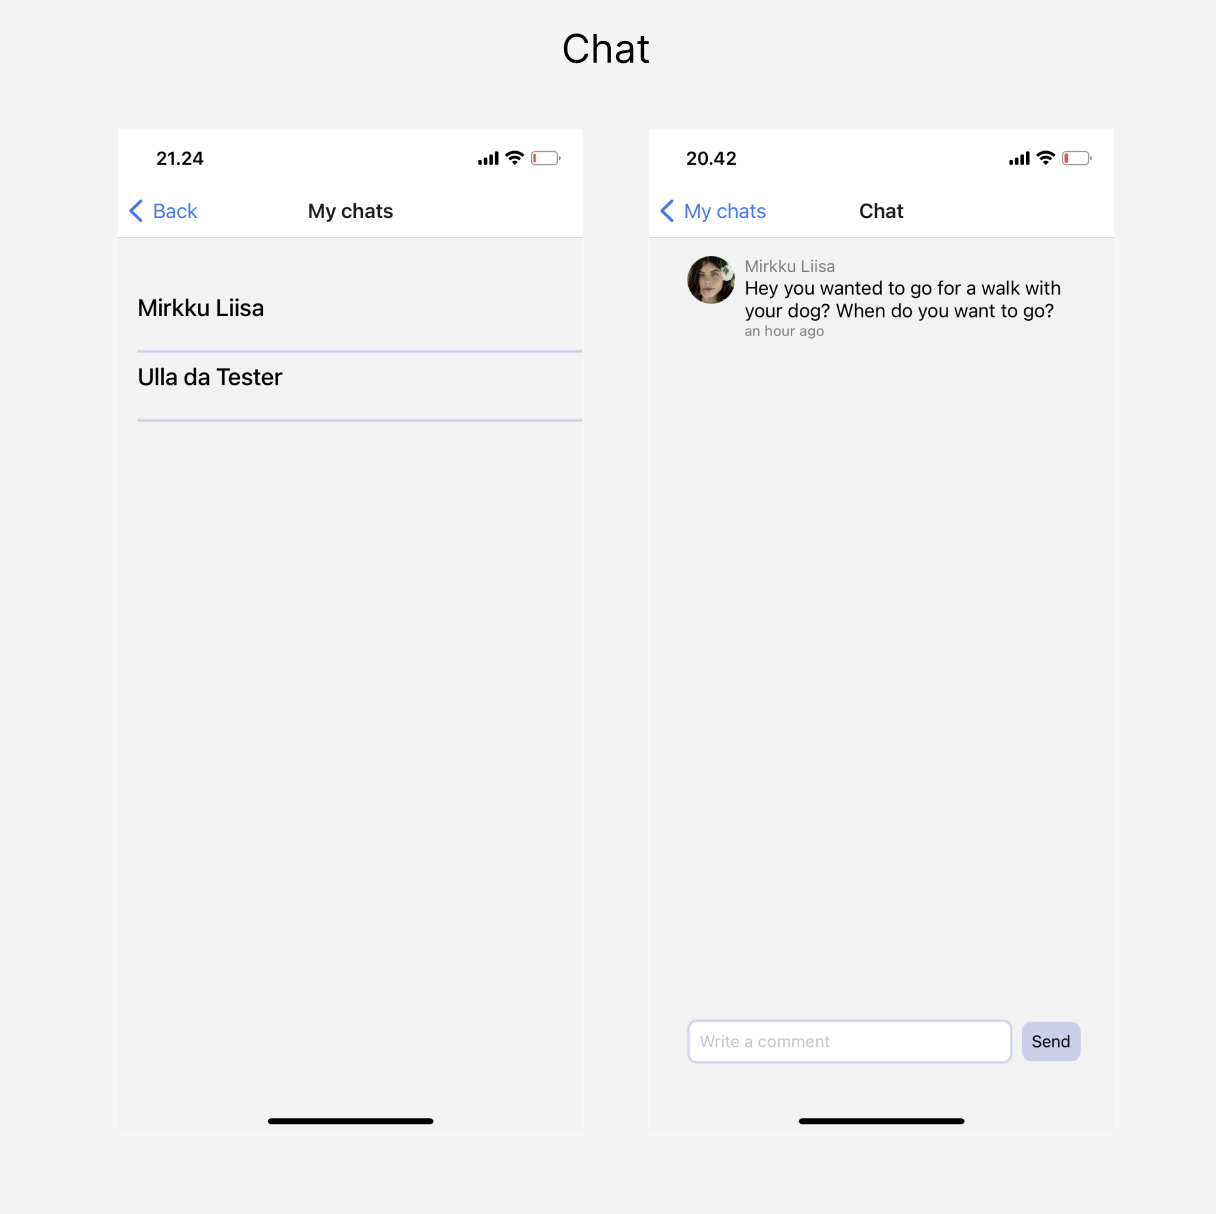 Chat
21.24
Back
My chats
Mirkku Liisa
Ulla da Tester
20.42
My chats
Chat
Mirkku Liisa
Hey you wanted to go for a walk with
your dog? When do you want to go?
an hour ago
Write a comment
Send